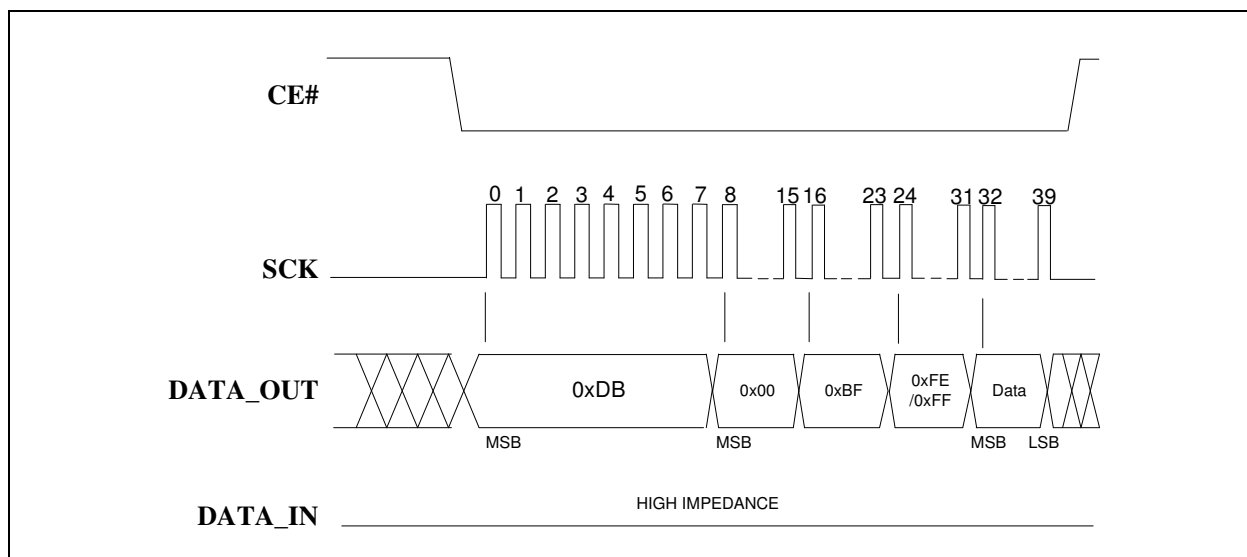 CE#
0 1 2 3 4 5 6 7 8 15 16 23 24 31 32 39
SCK
DATA_OUT
0xDB
0x00
0xBF
0xFE
/0xFF
Data
MSB MSB MSB LSB
HIGH IMPEDANCE
DATA_IN